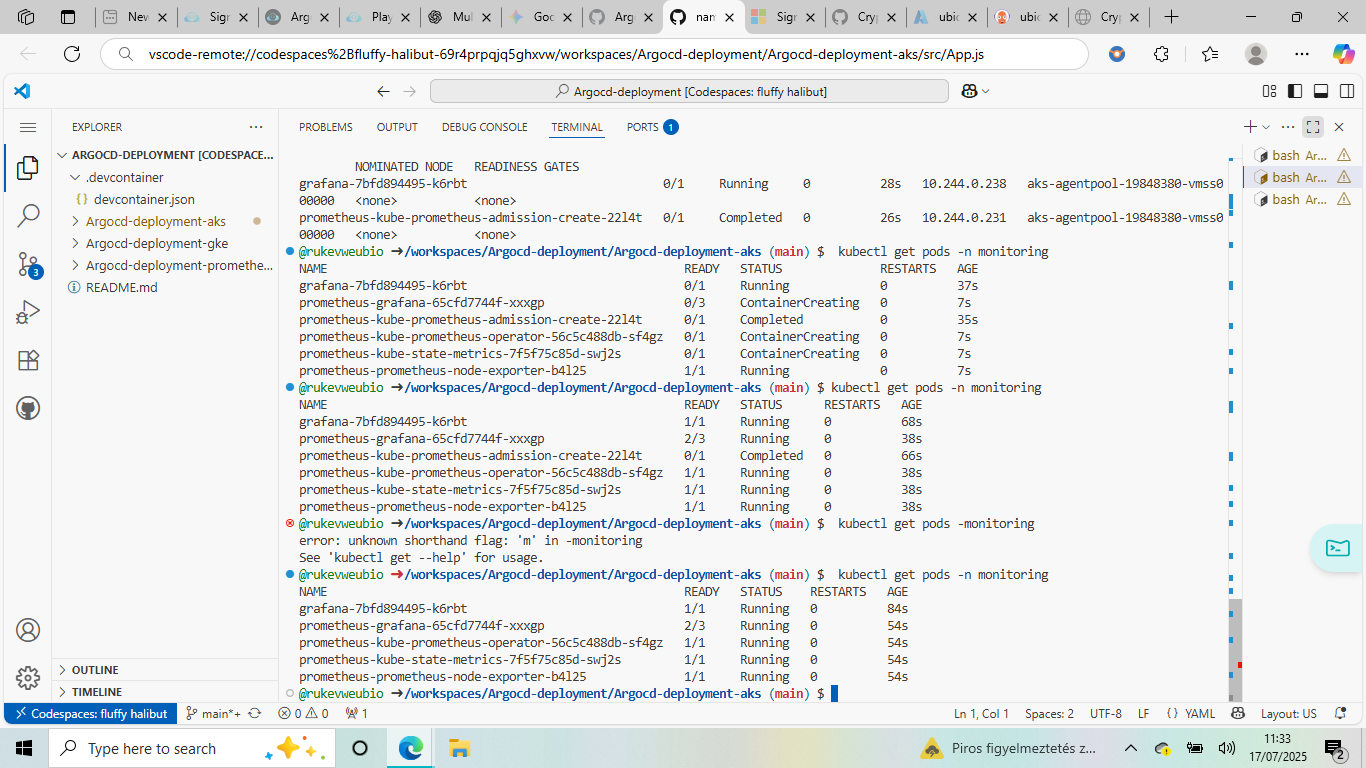 New
Sign
Argo
Play
Mul
Goc
Argo
nam
Sign
Cryp
ubic
ubic
Cryp
vscode-remote://codespaces%2Bfluffy-halibut-69r4prpqjq5ghxvw/workspaces/Argocd-deployment/Argocd-deployment-aks/src/App.js
Argocd-deployment [Codespaces: fluffy halibut]
EXPLORER
ARGOCD-DEPLOYMENT [CODESPACE...
.devcontainer
{} devcontainer.json
Argocd-deployment-aks
Argocd-deployment-gke
Argocd-deployment-promethe...
README.md
3
OUTLINE
TIMELINE
PROBLEMS OUTPUT DEBUG CONSOLE TERMINAL PORTS 1
NOMINATED NODE READINESS GATES
grafana-7bfd894495-k6rbt 0/1 Running 0 28s 10.244.0.238 aks-agentpool-19848380-vmss0
00000 <none> <none>
prometheus-kube-prometheus-admission-create-22l4t 0/1 Completed 0 26s 10.244.0.231 aks-agentpool-19848380-vmss0
00000 <none> <none>
@rukevweubio ➜/workspaces/Argocd-deployment/Argocd-deployment-aks (main) $ kubectl get pods -n monitoring
NAME READY STATUS RESTARTS AGE
grafana-7bfd894495-k6rbt 0/1 Running 0 37s
prometheus-grafana-65cfd7744f-xxxgp 0/3 ContainerCreating 0 7s
prometheus-kube-prometheus-admission-create-22l4t 0/1 Completed 0 35s
prometheus-kube-prometheus-operator-56c5c488db-sf4gz 0/1 ContainerCreating 0 7s
prometheus-kube-state-metrics-7f5f75c85d-swj2s 0/1 ContainerCreating 0 7s
prometheus-prometheus-node-exporter-b4l25 1/1 Running 0 7s
@rukevweubio ➜/workspaces/Argocd-deployment/Argocd-deployment-aks (main) $ kubectl get pods -n monitoring
NAME READY STATUS RESTARTS AGE
grafana-7bfd894495-k6rbt 1/1 Running 0 68s
prometheus-grafana-65cfd7744f-xxxgp 2/3 Running 0 38s
prometheus-kube-prometheus-admission-create-22l4t 0/1 Completed 0 66s
prometheus-kube-prometheus-operator-56c5c488db-sf4gz 1/1 Running 0 38s
prometheus-kube-state-metrics-7f5f75c85d-swj2s 1/1 Running 0 38s
prometheus-prometheus-node-exporter-b4l25 1/1 Running 0 38s
@rukevweubio ➜/workspaces/Argocd-deployment/Argocd-deployment-aks (main) $ kubectl get pods -monitoring
error: unknown shorthand flag: 'm' in -monitoring
See 'kubectl get --help' for usage.
@rukevweubio ➜/workspaces/Argocd-deployment/Argocd-deployment-aks (main) $ kubectl get pods -n monitoring
NAME READY STATUS RESTARTS AGE
grafana-7bfd894495-k6rbt 1/1 Running 0 84s
prometheus-grafana-65cfd7744f-xxxgp 2/3 Running 0 54s
prometheus-kube-prometheus-operator-56c5c488db-sf4gz 1/1 Running 0 54s
prometheus-kube-state-metrics-7f5f75c85d-swj2s 1/1 Running 0 54s
prometheus-prometheus-node-exporter-b4l25 1/1 Running 0 54s
@rukevweubio ➜/workspaces/Argocd-deployment/Argocd-deployment-aks (main) $
bash Ar...
bash Ar...
bash Ar...
Codespaces: fluffy halibut main*+ 0 0 1 Ln 1, Col 1 Spaces: 2 UTF-8 LF {} YAML Layout: US
Type here to search
Piros figyelmeztetés z...
11:33
17/07/2025
2